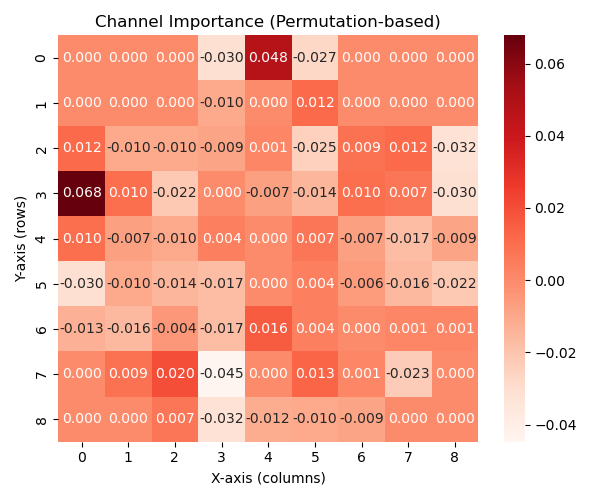 Channel Importance (Permutation-based)
0 0.000 0.000 0.000 -0.030 0.048 -0.027 0.000 0.000 0.000
1 0.000 0.000 0.000 -0.010 0.000 0.012 0.000 0.000 0.000
2 0.012 -0.010 -0.010 -0.009 0.001 -0.025 0.009 0.012 -0.032
3 0.068 0.010 -0.022 0.000 -0.007 -0.014 0.010 0.007 -0.030
4 0.010 -0.007 -0.010 0.004 0.000 0.007 -0.007 -0.017 -0.009
5 -0.030 -0.010 -0.014 -0.017 0.000 0.004 -0.006 -0.016 -0.022
6 -0.013 -0.016 -0.004 -0.017 0.016 0.004 0.000 0.001 0.001
7 0.000 0.009 0.020 -0.045 0.000 0.013 0.001 -0.023 0.000
8 0.000 0.000 0.007 -0.032 -0.012 -0.010 -0.009 0.000 0.000
0 1 2 3 4 5 6 7 8
X-axis (columns)
Y-axis (rows)
0.06
0.04
0.02
0.00
−0.02
−0.04